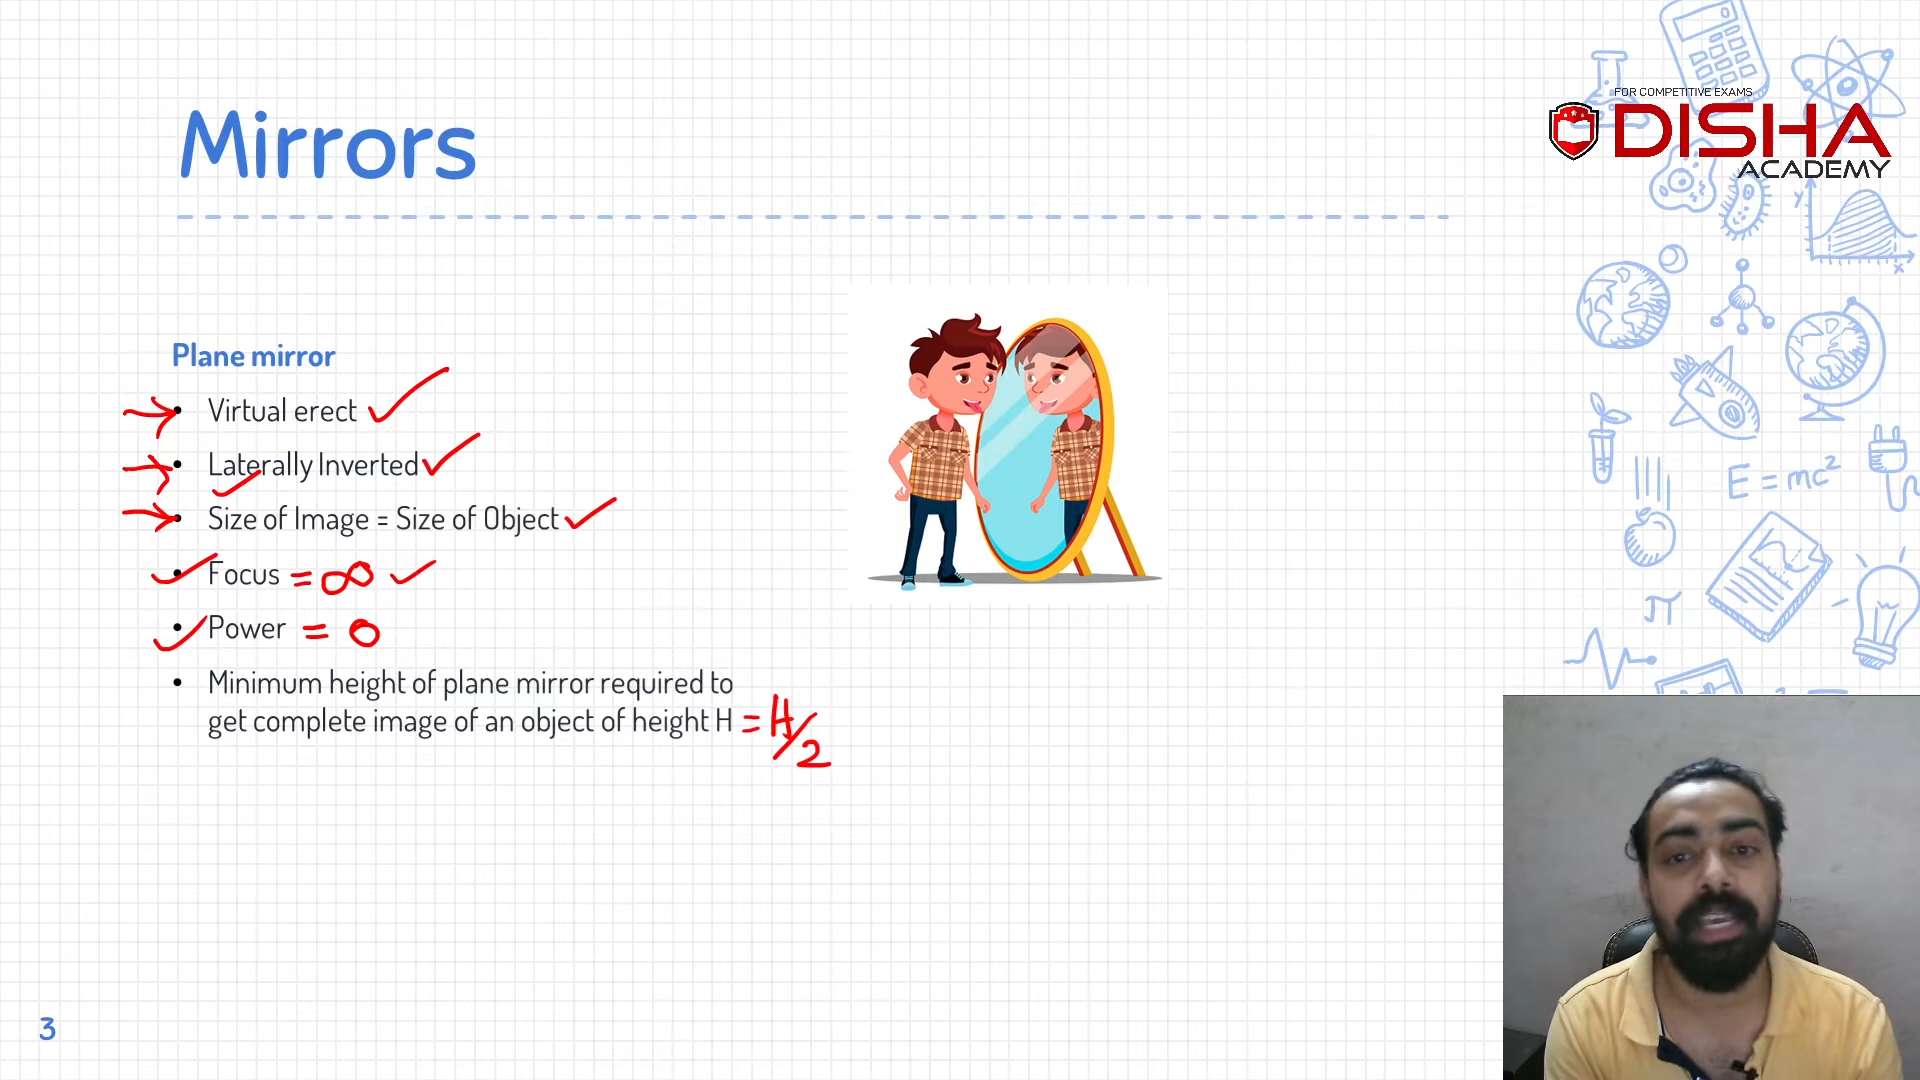 FOR COMPETITIVE EXAMS
DISHA
ACADEMY
Mirrors
Plane mirror
• Virtual erect
• Laterally Inverted
• Size of Image = Size of Object
• Focus = ∞
• Power = 0
• Minimum height of plane mirror required to
get complete image of an object of height H = H/2
Y
X
E = mc²
π
3